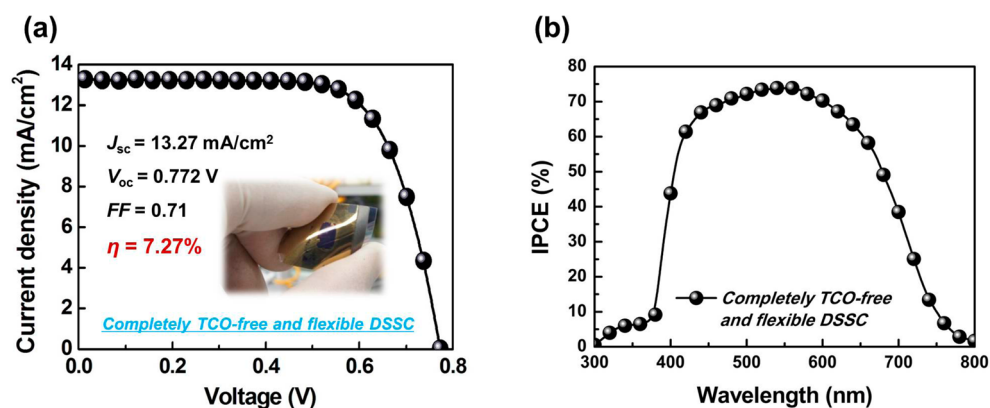 (a)
Current density (mA/cm²)
14
12
10
8
6
4
2
0
J_sc = 13.27 mA/cm²
V_oc = 0.772 V
FF = 0.71
η = 7.27%
Completely TCO-free and flexible DSSC
0.0 0.2 0.4 0.6 0.8
Voltage (V)
(b)
IPCE (%)
80
70
60
50
40
30
20
10
0
Completely TCO-free
and flexible DSSC
300 400 500 600 700 800
Wavelength (nm)